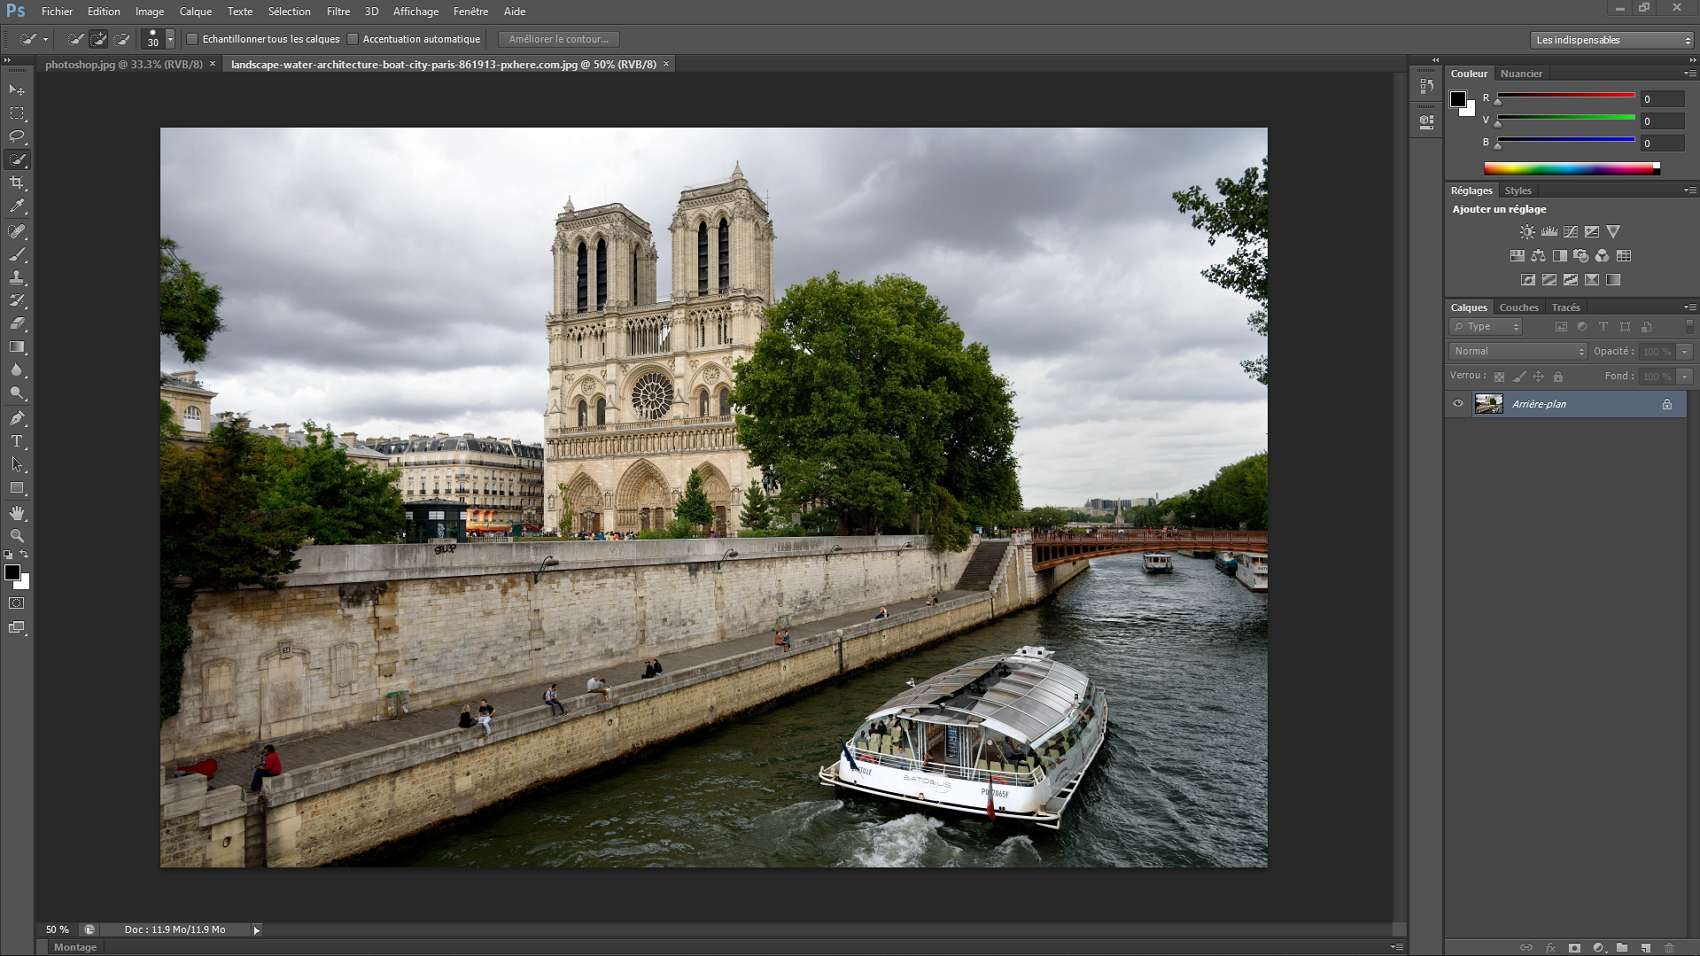 Ps Fichier Edition Image Calque Texte Sélection Filtre 3D Affichage Fenêtre Aide
30 Echantillonner tous les calques Accentuation automatique Améliorer le contour... Les indispensables
photoshop.jpg @ 33.3% (RVB/8) × landscape-water-architecture-boat-city-paris-861913-pxhere.com.jpg @ 50% (RVB/8) ×
Couleur Nuancier
R 0
V 0
B 0
Réglages Styles
Ajouter un réglage
Calques Couches Tracés
Type
Normal Opacité : 100 %
Verrou : Fond : 100 %
Arrière-plan
BATOBUS
50 % Doc : 11.9 Mo/11.9 Mo
Montage
fx